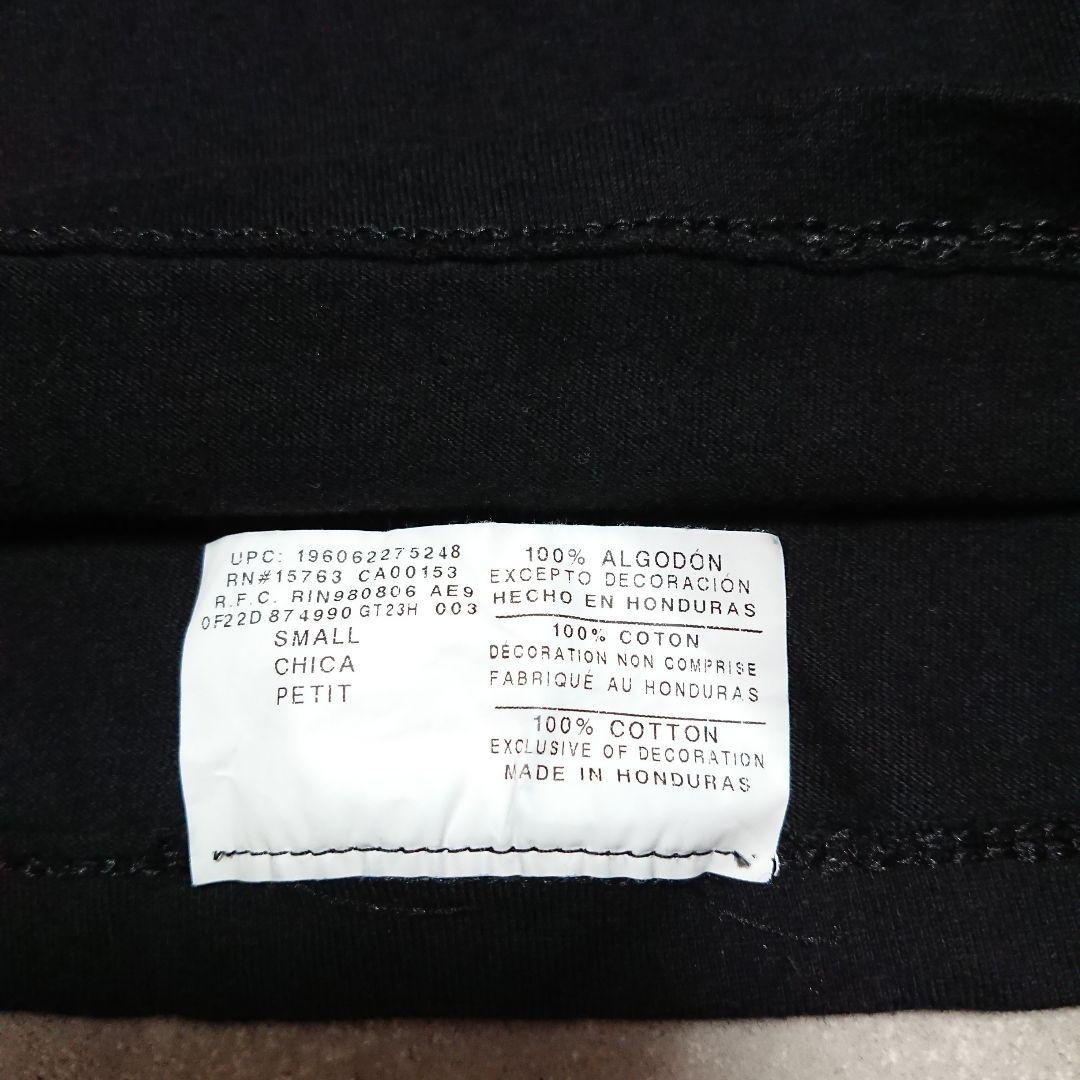 UPC: 196062275248
RN#15763 CA00153
R.F.C. RIN980806 AE9
0F22D 874990 GT23H 003
SMALL
CHICA
PETIT
100% ALGODÓN
EXCEPTO DECORACIÓN
HECHO EN HONDURAS
100% COTON
DÉCORATION NON COMPRISE
FABRIQUÉ AU HONDURAS
100% COTTON
EXCLUSIVE OF DECORATION
MADE IN HONDURAS